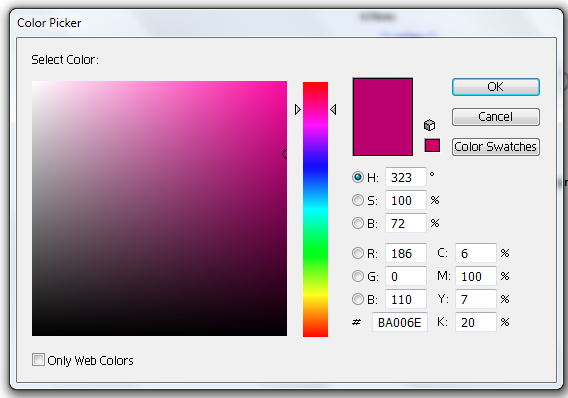 Color Picker
Select Color:
OK
Cancel
Color Swatches
H: 323 °
S: 100 %
B: 72 %
R: 186 C: 6 %
G: 0 M: 100 %
B: 110 Y: 7 %
# BA006E K: 20 %
Only Web Colors